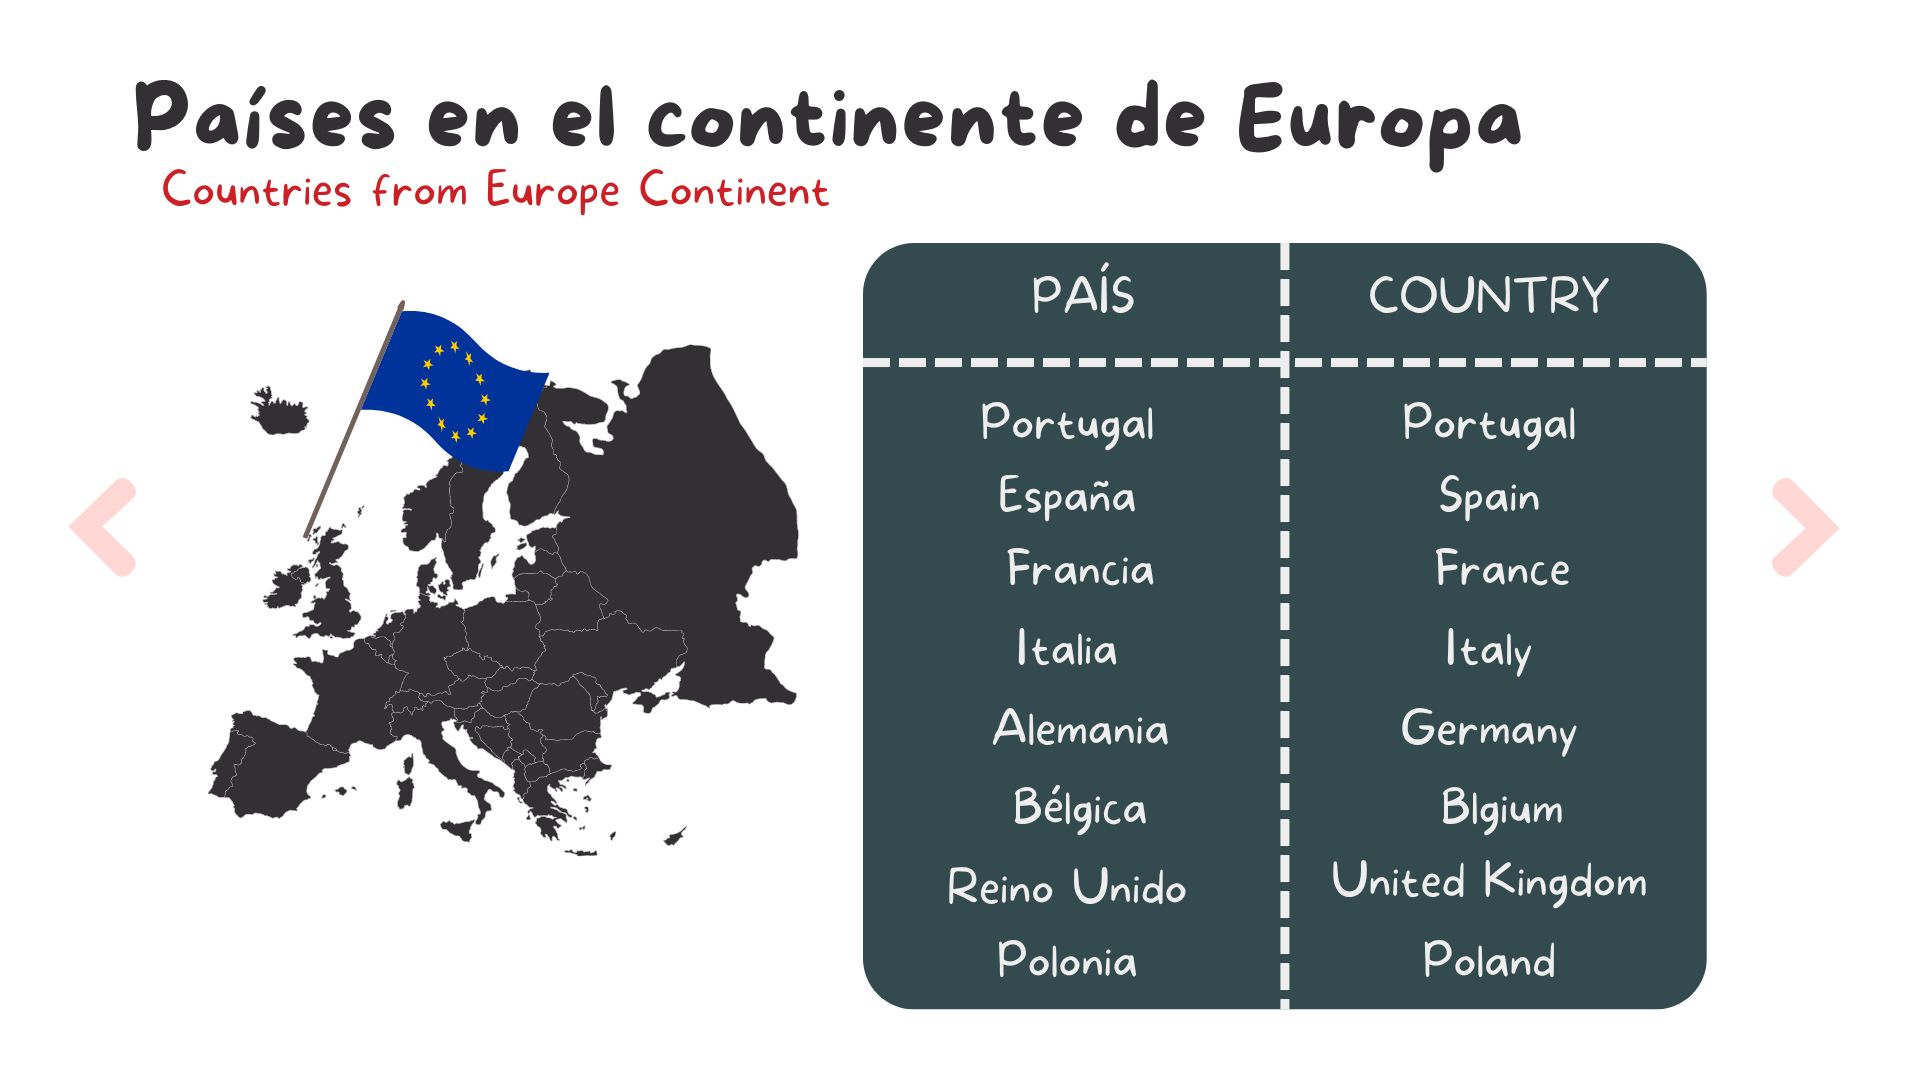 Países en el continente de Europa
Countries from Europe Continent
PAÍS COUNTRY
Portugal Portugal
España Spain
Francia France
Italia Italy
Alemania Germany
Bélgica Blgium
Reino Unido United Kingdom
Polonia Poland